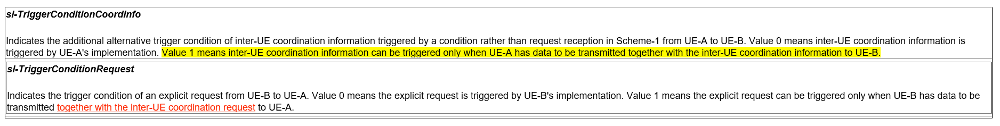 sl-TriggerConditionCoordInfo
Indicates the additional alternative trigger condition of inter-UE coordination information triggered by a condition rather than request reception in Scheme-1 from UE-A to UE-B. Value 0 means inter-UE coordination information is
triggered by UE-A's implementation. Value 1 means inter-UE coordination information can be triggered only when UE-A has data to be transmitted together with the inter-UE coordination information to UE-B.
sl-TriggerConditionRequest
Indicates the trigger condition of an explicit request from UE-B to UE-A. Value 0 means the explicit request is triggered by UE-B's implementation. Value 1 means the explicit request can be triggered only when UE-B has data to be
transmitted together with the inter-UE coordination request to UE-A.